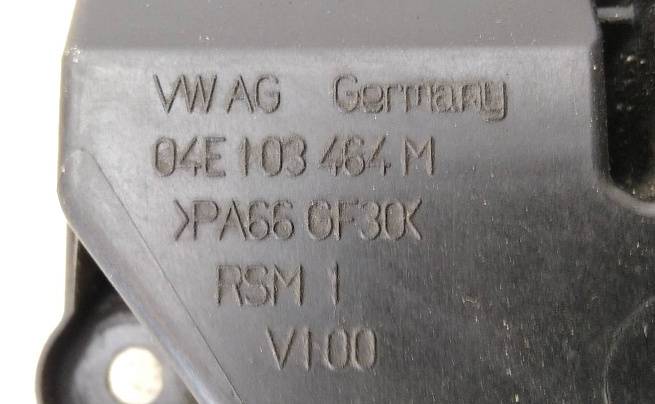 VW AG Germany
04E 103 464 M
>PA66 GF30<
RSM 1
V100